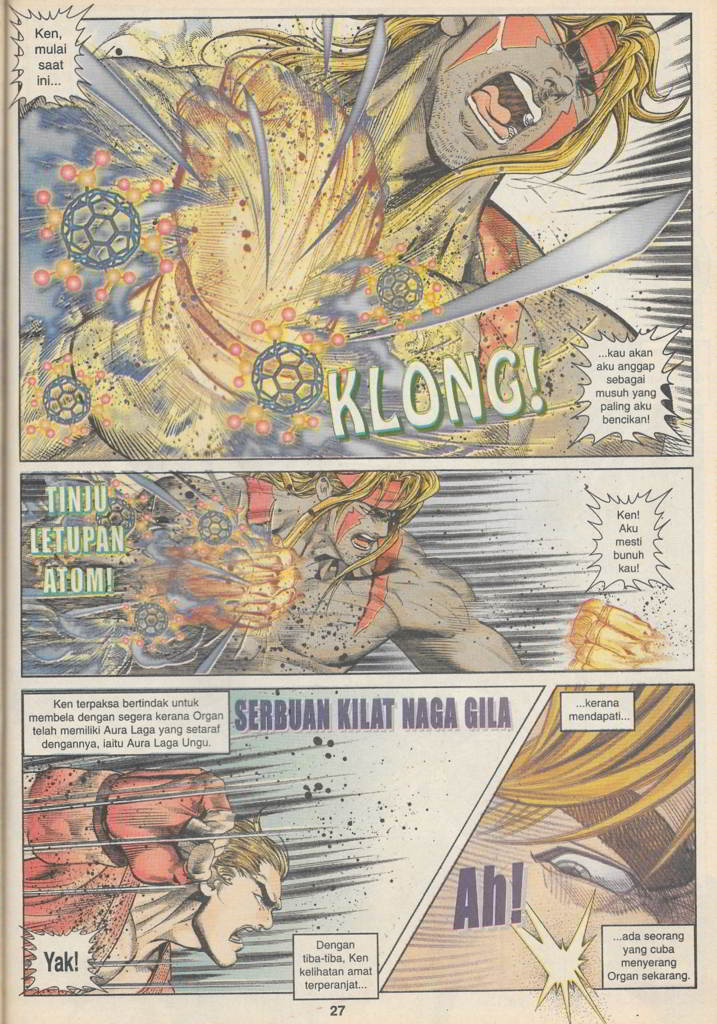 Ken,
mulai
saat
ini...
KLONG!
...kau akan
aku anggap
sebagai
musuh yang
paling aku
bencikan!
TINJU
LETUPAN
ATOM!
Ken!
Aku
mesti
bunuh
kau!
Ken terpaksa bertindak untuk
membela dengan segera kerana Organ
telah memiliki Aura Laga yang setaraf
dengannya, iaitu Aura Laga Ungu.
SERBUAN KILAT NAGA GILA
Yak!
Dengan
tiba-tiba, Ken
kelihatan amat
terperanjat...
...kerana
mendapati...
Ah!
...ada seorang
yang cuba
menyerang
Organ sekarang.
27